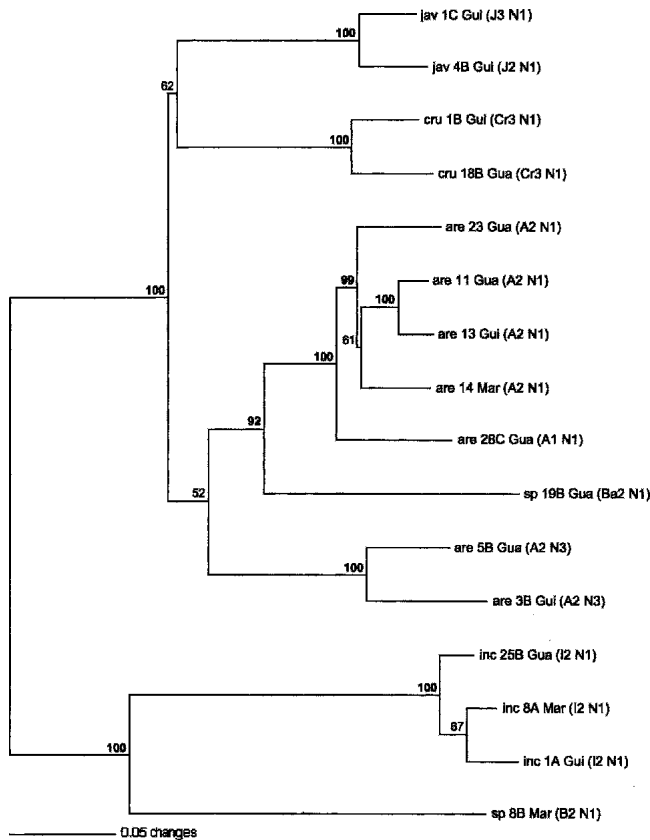 jav 1C Gui (J3 N1)
100
jav 4B Gui (J2 N1)
62
cru 1B Gui (Cr3 N1)
100
cru 18B Gua (Cr3 N1)
are 23 Gua (A2 N1)
99
are 11 Gua (A2 N1)
100
100
are 13 Gui (A2 N1)
61
100
are 14 Mar (A2 N1)
92
are 28C Gua (A1 N1)
52
sp 19B Gua (Ba2 N1)
are 5B Gua (A2 N3)
100
are 3B Gui (A2 N3)
inc 25B Gua (I2 N1)
100
inc 8A Mar (I2 N1)
67
100
inc 1A Gui (I2 N1)
sp 8B Mar (B2 N1)
0.05 changes